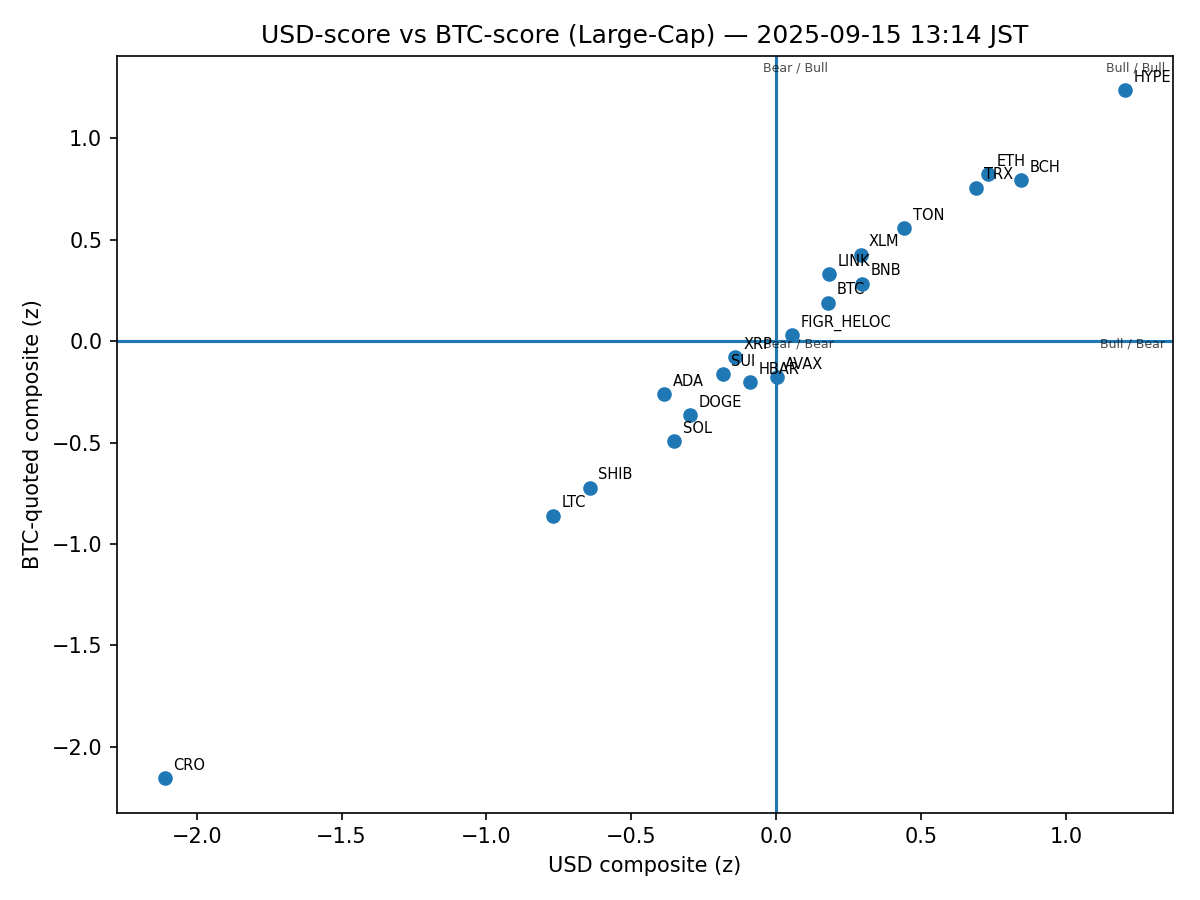 USD-score vs BTC-score (Large-Cap) — 2025-09-15 13:14 JST
Bear / Bull
Bull / Bull
HYPE
1.0
ETH
BCH
TRX
TON
0.5
XLM
LINK
BNB
BTC
FIGR_HELOC
0.0
XRP
Bear / Bear
Bull / Bear
SUI
HBAR
AVAX
ADA
DOGE
SOL
−0.5
SHIB
LTC
−1.0
−1.5
−2.0
CRO
BTC-quoted composite (z)
−2.0 −1.5 −1.0 −0.5 0.0 0.5 1.0
USD composite (z)